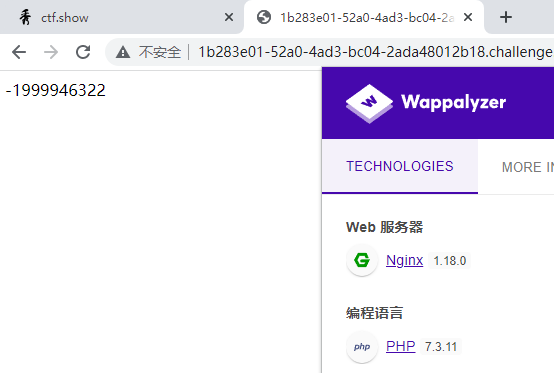 ctf.show
1b283e01-52a0-4ad3-bc04-2ada
不安全 1b283e01-52a0-4ad3-bc04-2ada48012b18.challenge
-1999946322
Wappalyzer
TECHNOLOGIES MORE IN
Web 服务器
Nginx 1.18.0
编程语言
php PHP 7.3.11